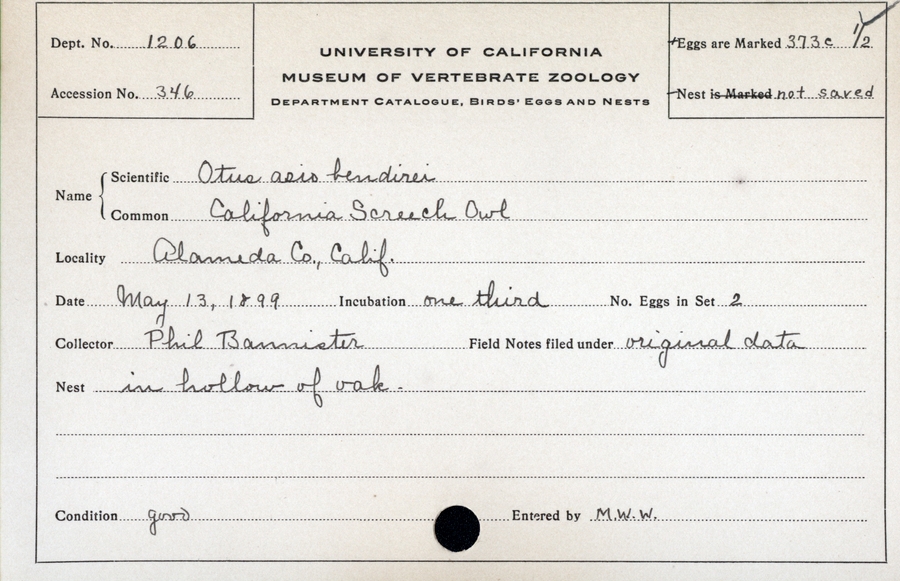 Dept. No. 1206
Accession No. 346
UNIVERSITY OF CALIFORNIA
MUSEUM OF VERTEBRATE ZOOLOGY
DEPARTMENT CATALOGUE, BIRDS' EGGS AND NESTS
Eggs are Marked 373c 1/2
Nest is Marked not saved
Name
Scientific Otus asio bendirei
Common California Screech Owl
Locality Alameda Co., Calif.
Date May 13, 1899 Incubation one third No. Eggs in Set 2
Collector Phil Bannister Field Notes filed under original data
Nest in hollow of oak.
Condition good Entered by M.W.W.